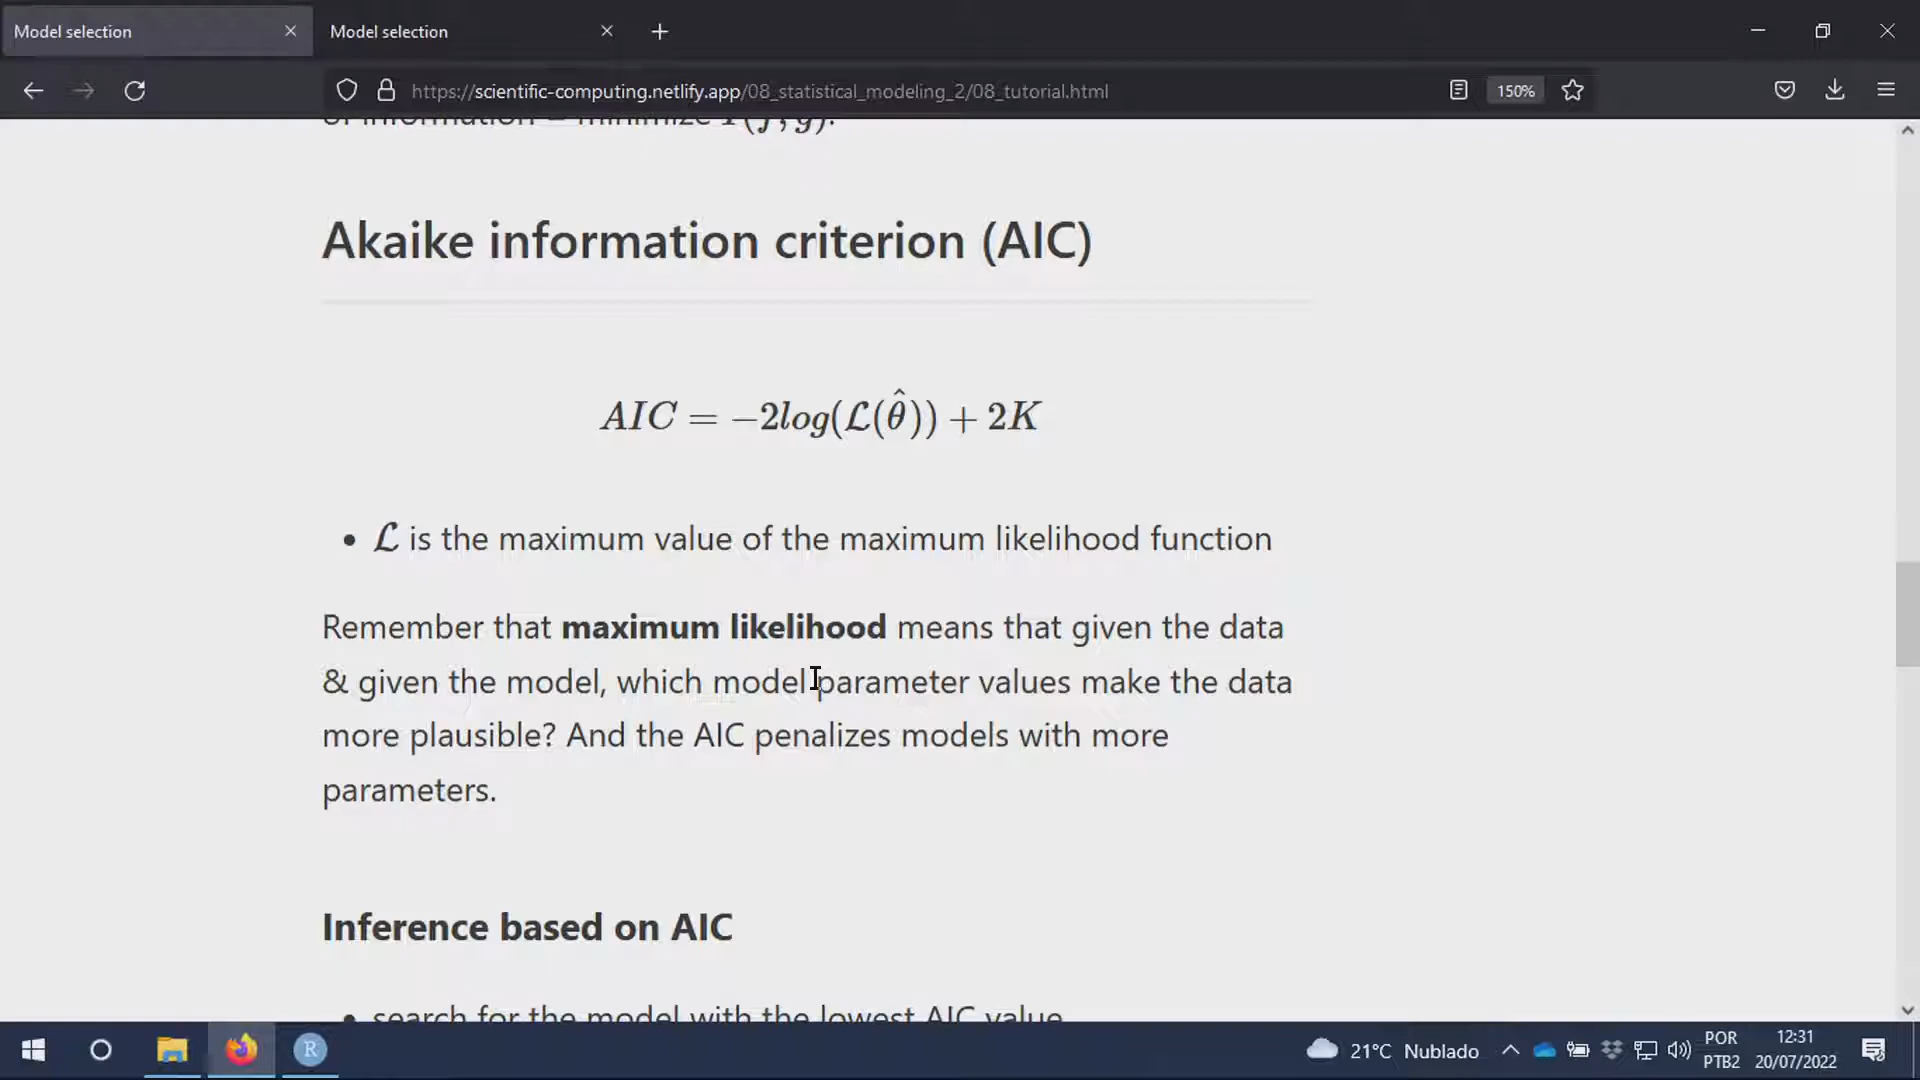 Model selection
Model selection
https://scientific-computing.netlify.app/08_statistical_modeling_2/08_tutorial.html
150%
of information = minimize I(f, g).
Akaike information criterion (AIC)
AIC = −2log(ℒ(θ̂)) + 2K
• ℒ is the maximum value of the maximum likelihood function
Remember that maximum likelihood means that given the data
& given the model, which model parameter values make the data
more plausible? And the AIC penalizes models with more
parameters.
Inference based on AIC
• search for the model with the lowest AIC value
R
21°C Nublado
POR
PTB2
12:31
20/07/2022